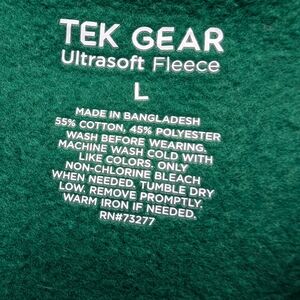 TEK GEAR
Ultrasoft Fleece
L
MADE IN BANGLADESH
55% COTTON, 45% POLYESTER
WASH BEFORE WEARING.
MACHINE WASH COLD WITH
LIKE COLORS. ONLY
NON-CHLORINE BLEACH
WHEN NEEDED. TUMBLE DRY
LOW. REMOVE PROMPTLY.
WARM IRON IF NEEDED.
RN#73277